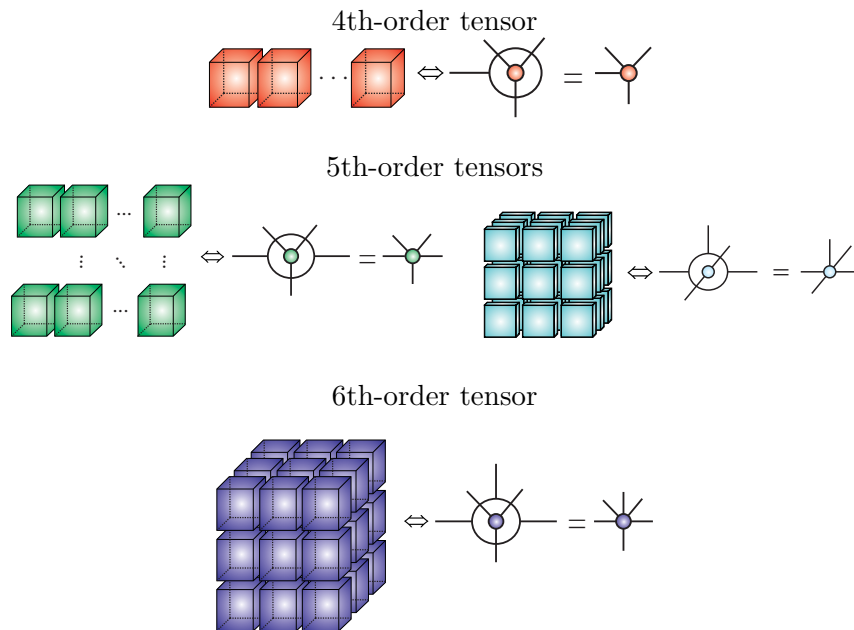 4th-order tensor
... ⇔ =
5th-order tensors
... ⇔ = ⇔ =
⋮ ⋱ ⋮
...
6th-order tensor
⇔ =